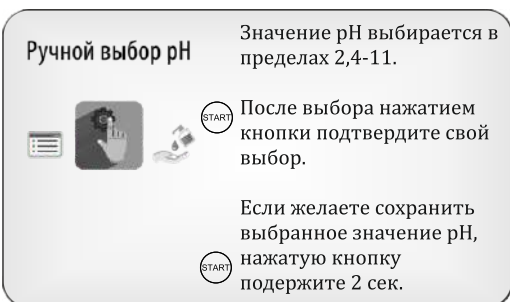 Ручной выбор pH
Значение pH выбирается в
пределах 2,4-11.
START
После выбора нажатием
кнопки подтвердите свой
выбор.
Если желаете сохранить
выбранное значение pH,
START
нажатую кнопку
подержите 2 сек.